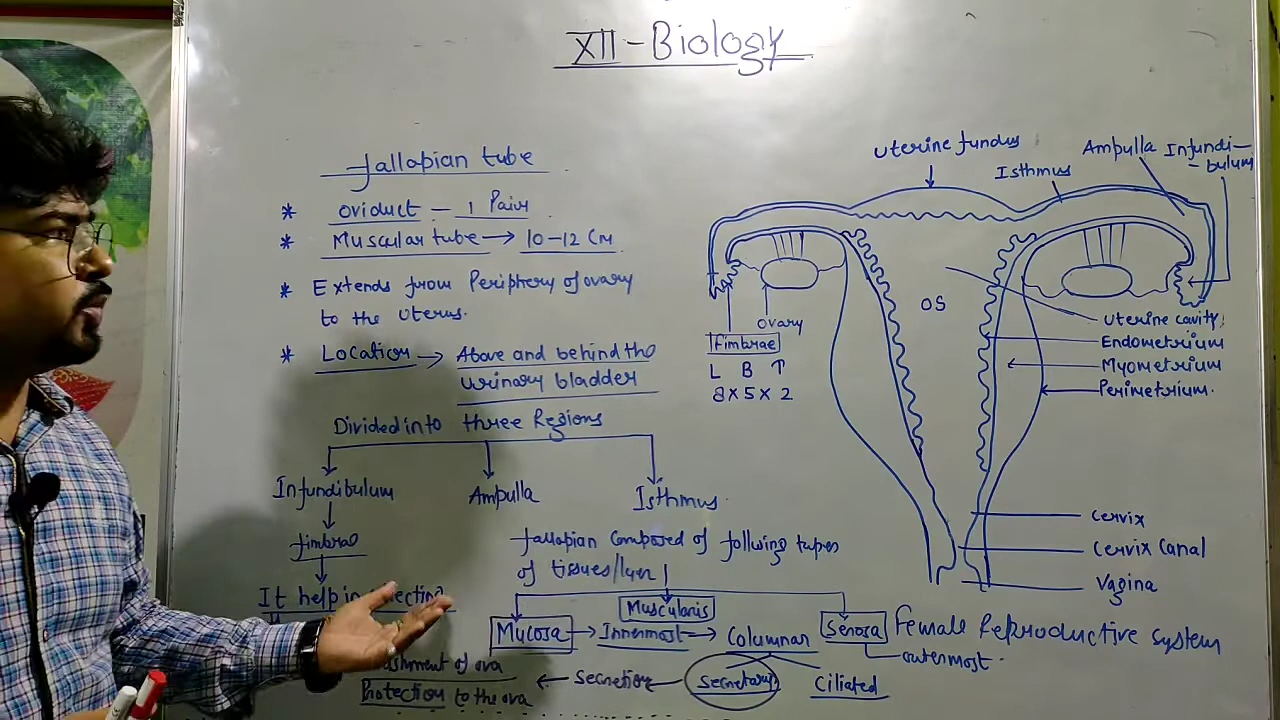 XII - Biology
fallopian tube
* oviduct - 1 Pair
* Muscular tube → 10-12 CM
* Extends from Periphery of ovary
to the Uterus.
* Location → Above and behind the
urinary bladder
Divided into three Regions
Infundibulum
Ampulla
Isthmus.
fimbrae
It help in
fallopian composed of following types
of tissues/layer
Muscularis
Mucosa → Innermost → Columnar
Serosa
outermost.
Secretary
Ciliated
← Secretion
of ova
Protection to the ova
uterine fundus
Isthmus
Ampulla
Infundi-
-bulum
ovary
fimbrae
L B ↑
8 x 5 x 2
OS
uterine cavity
Endometrium
Myometrium
Perimetrium.
cervix
cervix canal
Vagina
Female Reproductive system